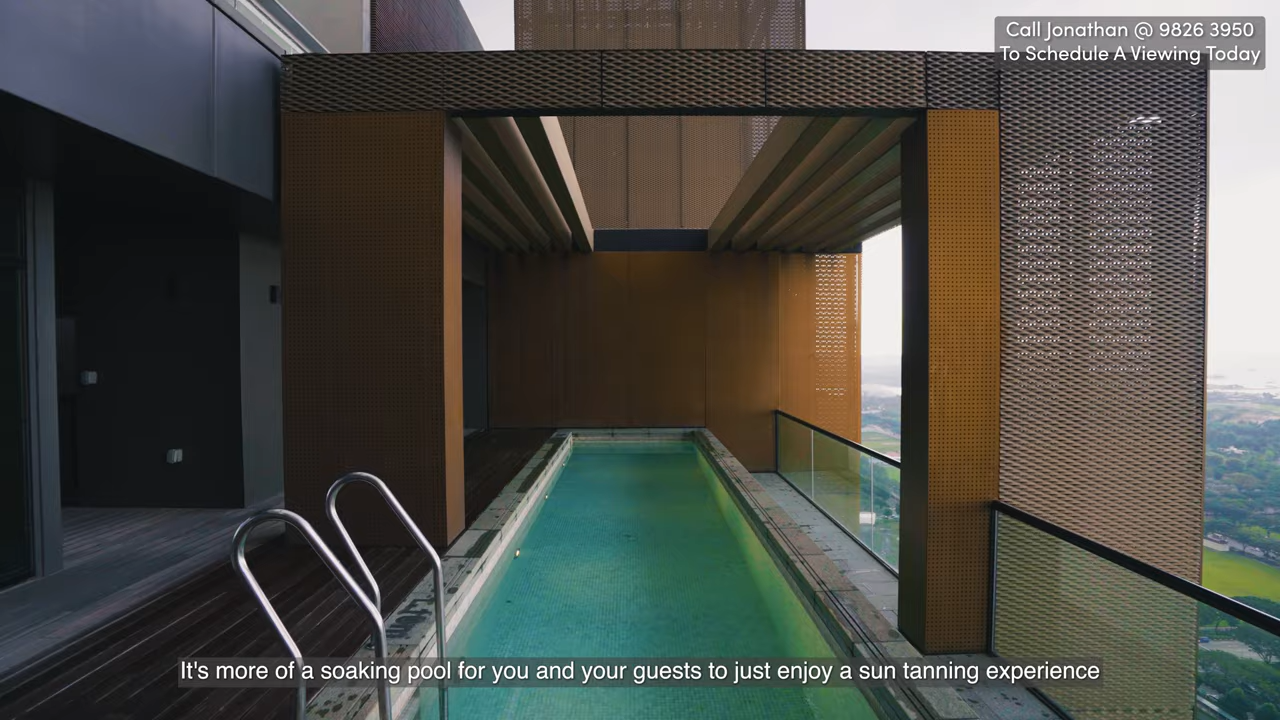 Call Jonathan @ 9826 3950
To Schedule A Viewing Today
It's more of a soaking pool for you and your guests to just enjoy a sun tanning experience